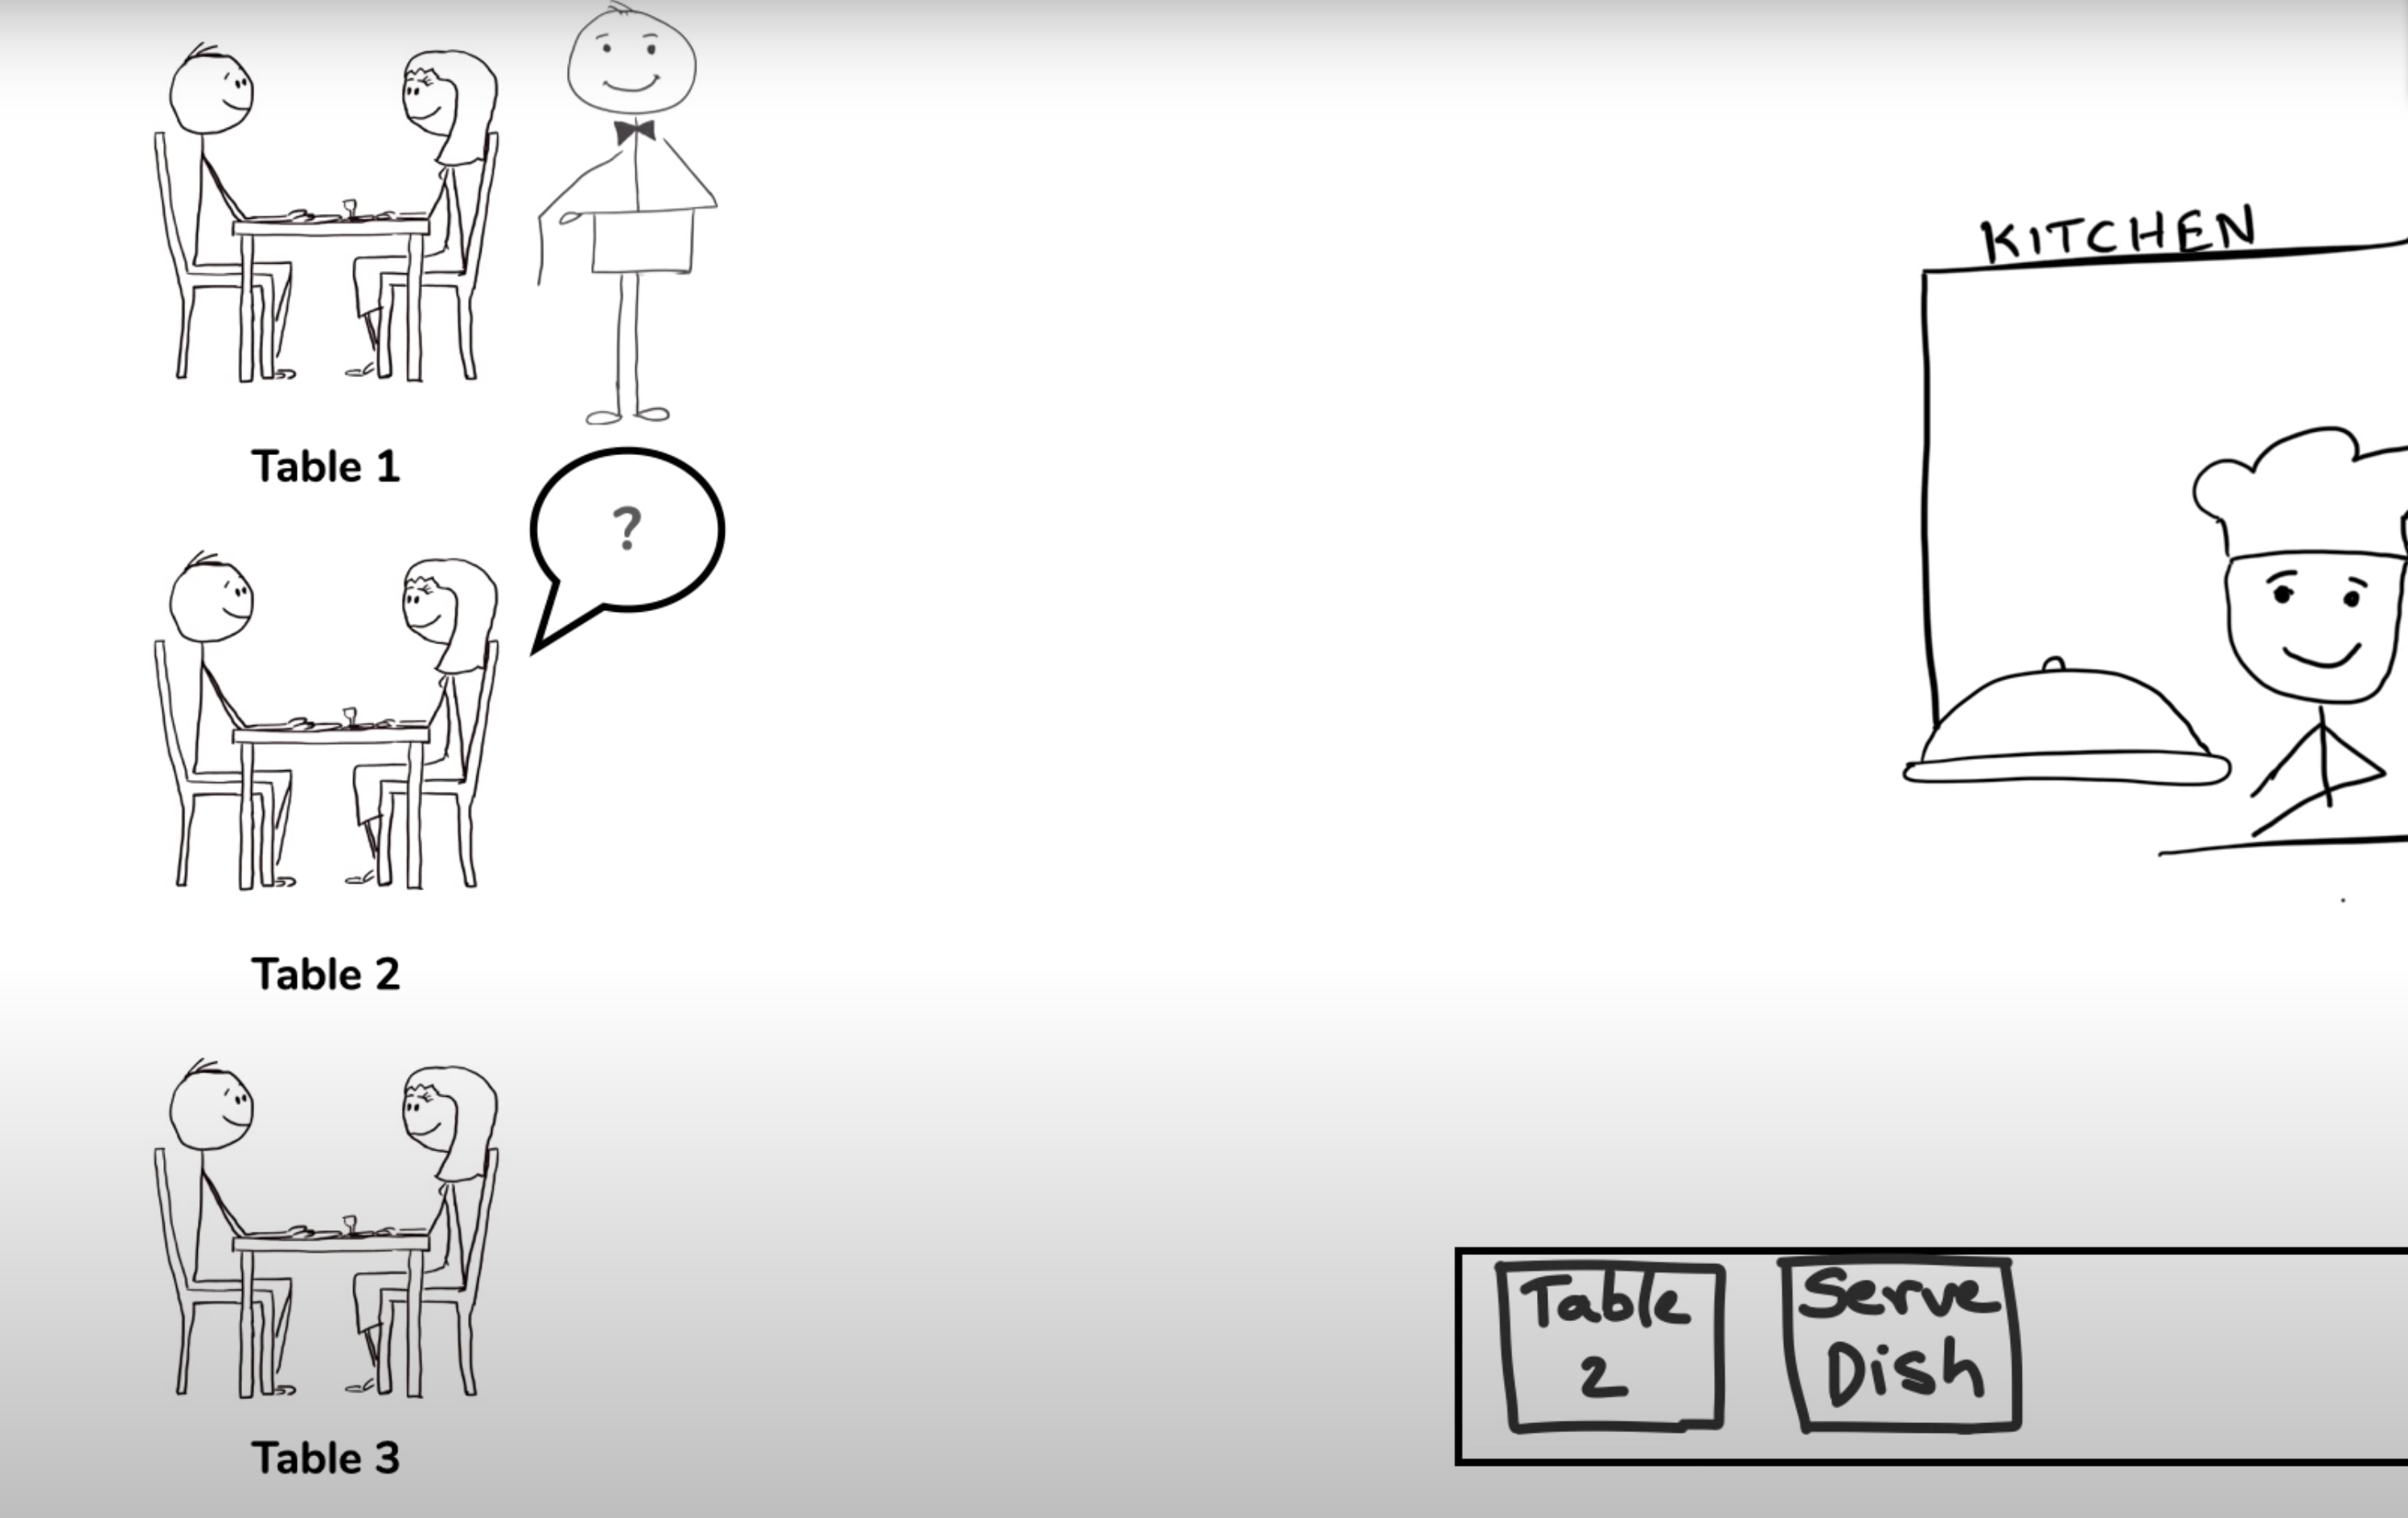 KITCHEN
Table 1
?
Table 2
Table
2
Serve
Dish
Table 3